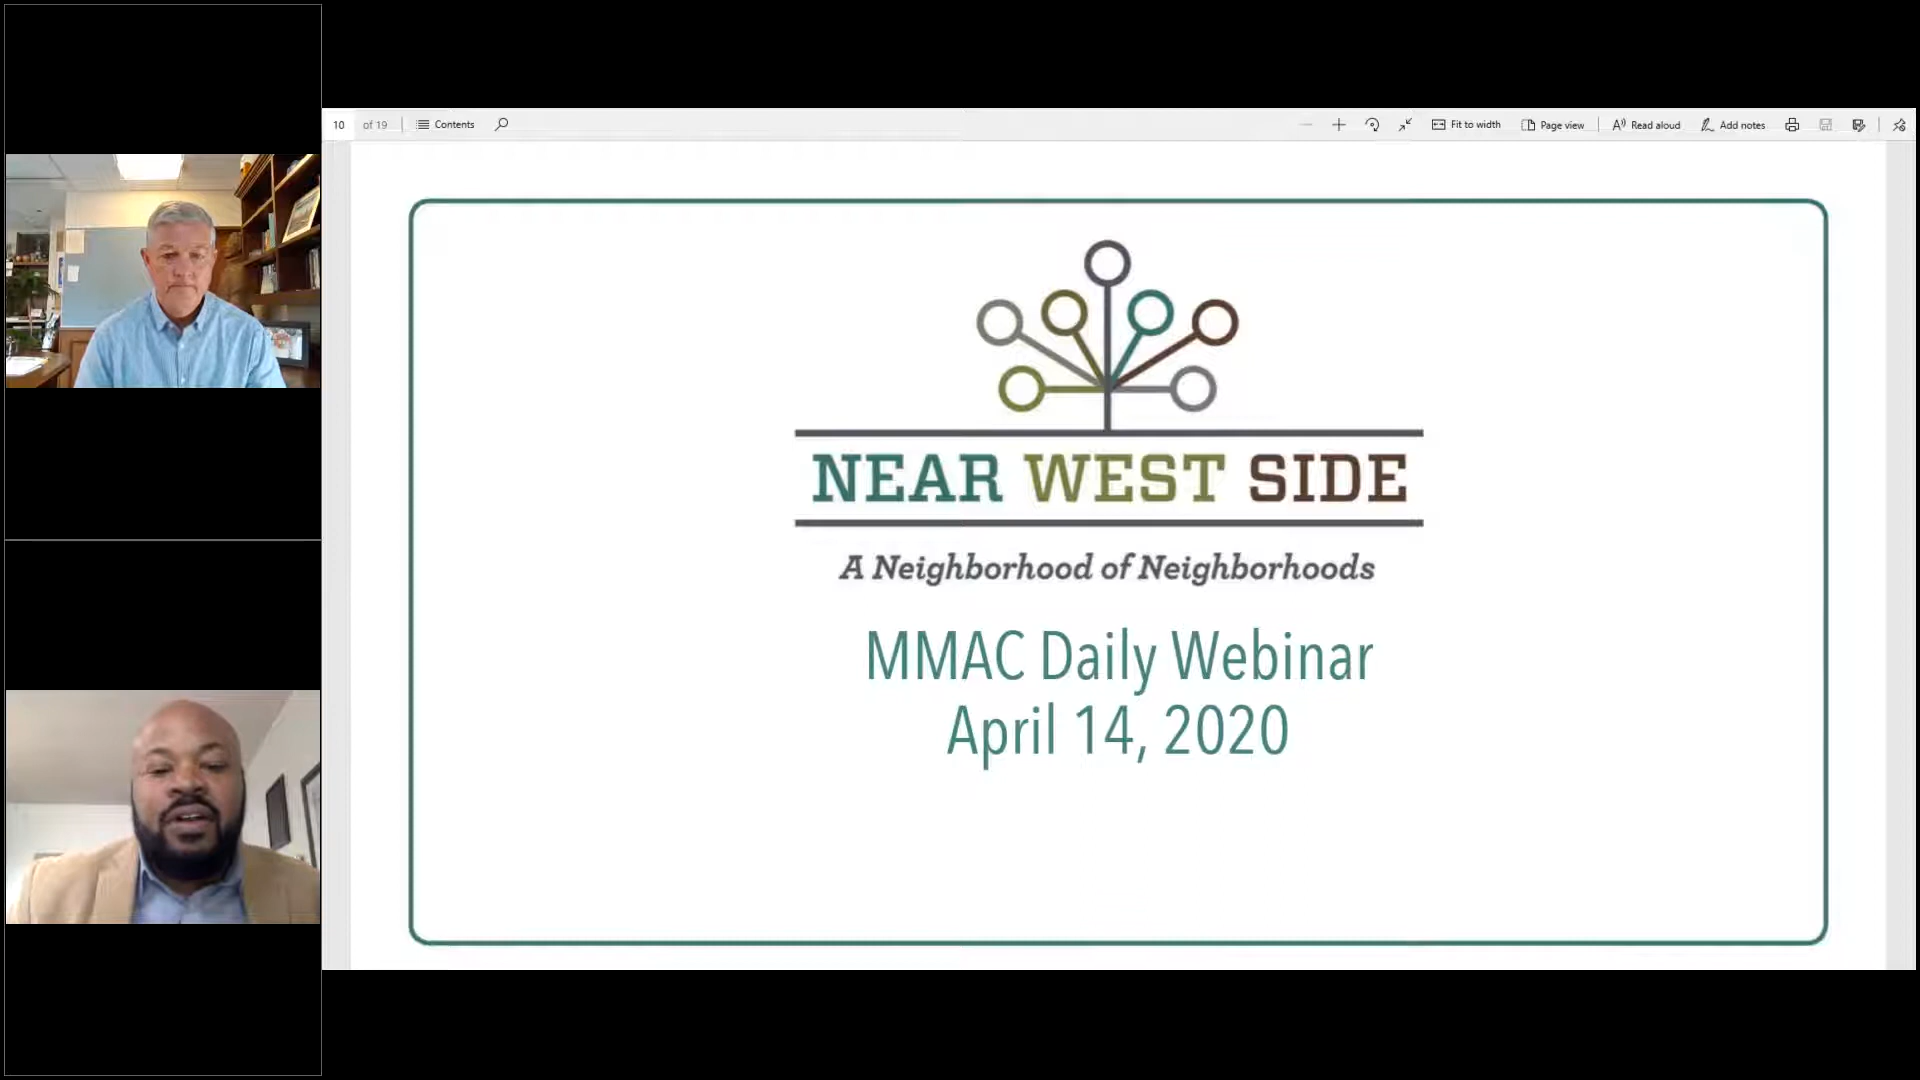 10 of 19 Contents Fit to width Page view Read aloud Add notes
NEAR WEST SIDE
A Neighborhood of Neighborhoods
MMAC Daily Webinar
April 14, 2020